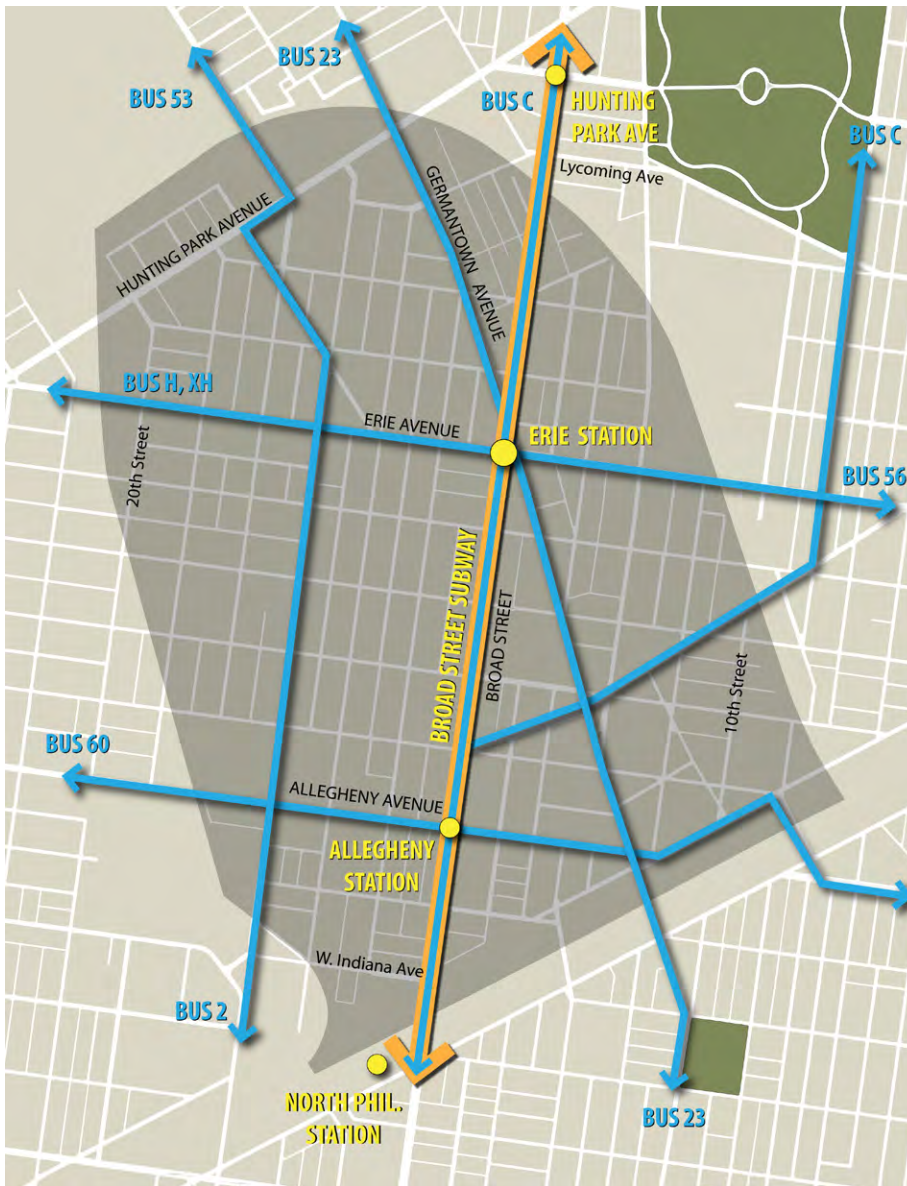 BUS 23
BUS 53
BUS C
HUNTING
PARK AVE
BUS C
Lycoming Ave
GERMANTOWN AVENUE
HUNTING PARK AVENUE
BUS H, XH
ERIE AVENUE
ERIE STATION
20th Street
BUS 56
BROAD STREET SUBWAY
BROAD STREET
10th Street
BUS 60
ALLEGHENY AVENUE
ALLEGHENY
STATION
W. Indiana Ave
BUS 2
NORTH PHIL.
STATION
BUS 23